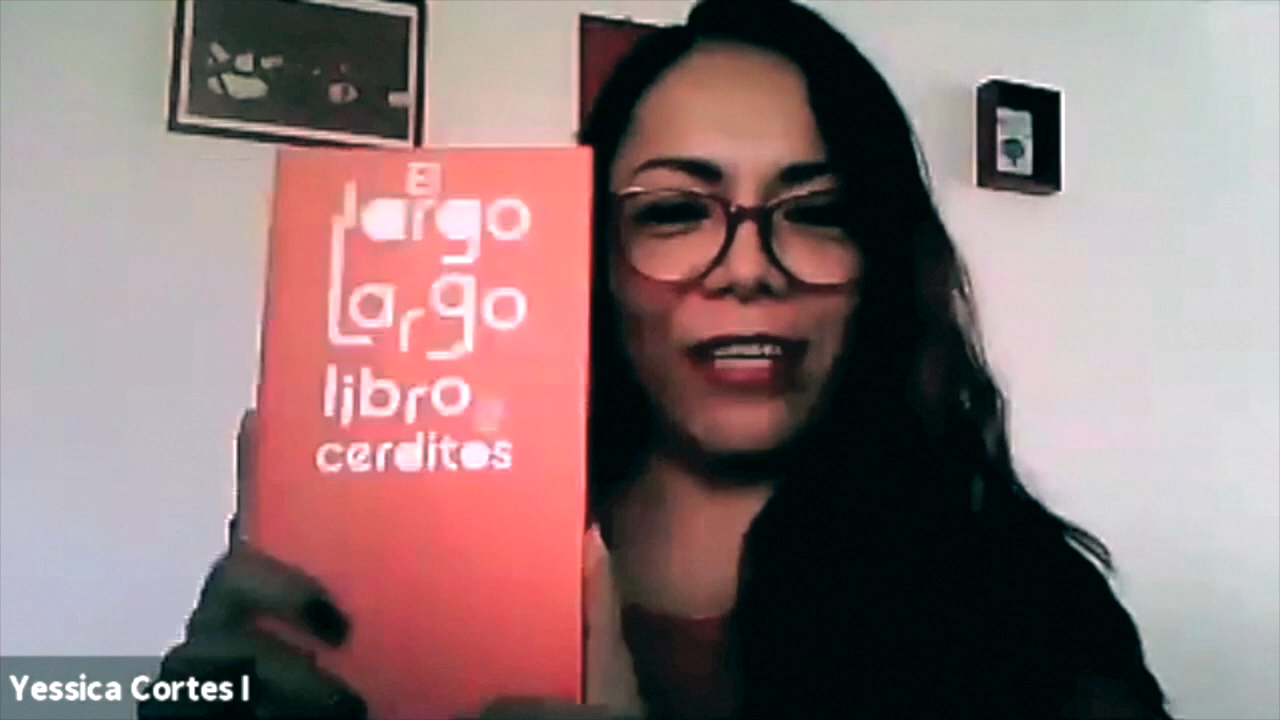 El
largo
Largo
libro
cerditos
Yessica Cortes I